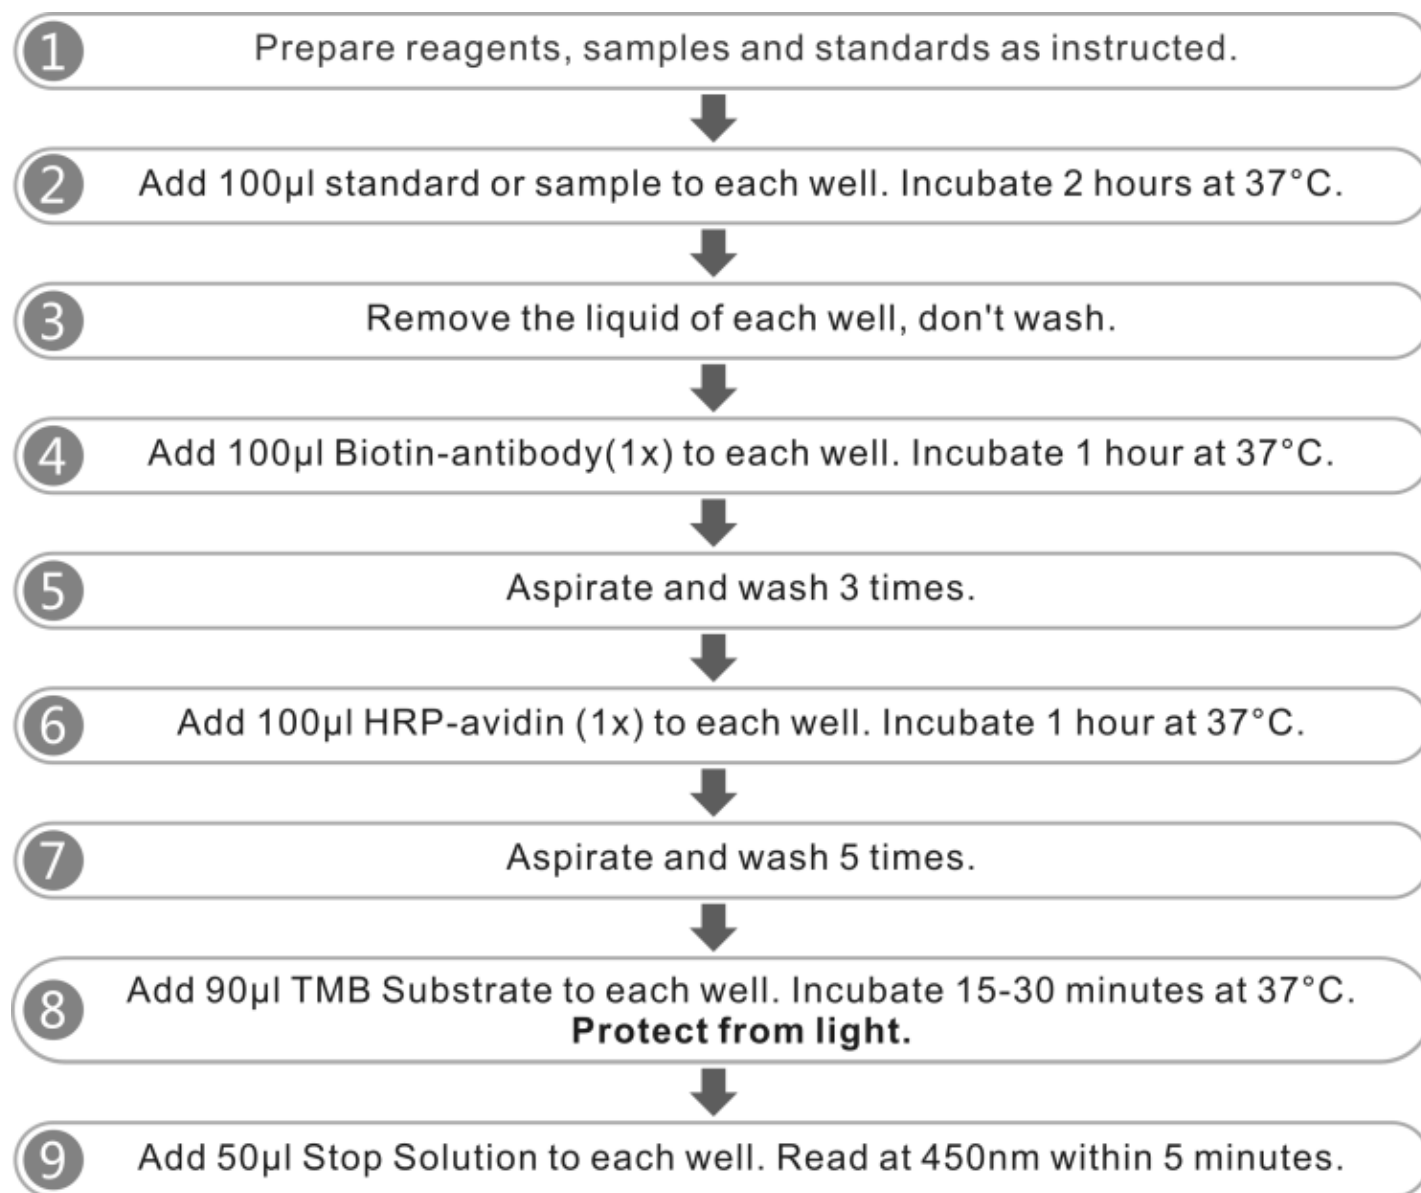 1 Prepare reagents, samples and standards as instructed.
2 Add 100µl standard or sample to each well. Incubate 2 hours at 37°C.
3 Remove the liquid of each well, don't wash.
4 Add 100µl Biotin-antibody(1x) to each well. Incubate 1 hour at 37°C.
5 Aspirate and wash 3 times.
6 Add 100µl HRP-avidin (1x) to each well. Incubate 1 hour at 37°C.
7 Aspirate and wash 5 times.
8 Add 90µl TMB Substrate to each well. Incubate 15-30 minutes at 37°C.
Protect from light.
9 Add 50µl Stop Solution to each well. Read at 450nm within 5 minutes.